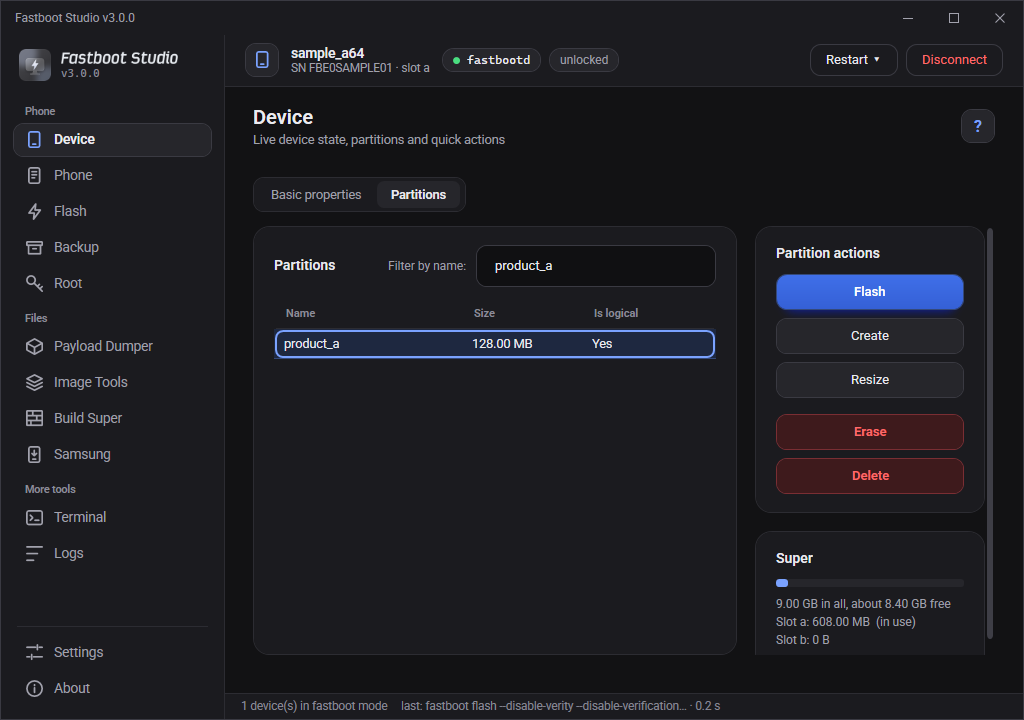 Fastboot Studio v3.0.0
Fastboot Studio
v3.0.0
Phone
Device
Phone
Flash
Backup
Root
Files
Payload Dumper
Image Tools
Build Super
Samsung
More tools
Terminal
Logs
Settings
About
sample_a64
SN FBE0SAMPLE01 · slot a
fastbootd
unlocked
Restart ▾
Disconnect
Device
Live device state, partitions and quick actions
?
Basic properties Partitions
Partitions Filter by name: product_a
Name Size Is logical
product_a 128.00 MB Yes
Partition actions
Flash
Create
Resize
Erase
Delete
Super
9.00 GB in all, about 8.40 GB free
Slot a: 608.00 MB (in use)
Slot b: 0 B
1 device(s) in fastboot mode last: fastboot flash --disable-verity --disable-verification… · 0.2 s